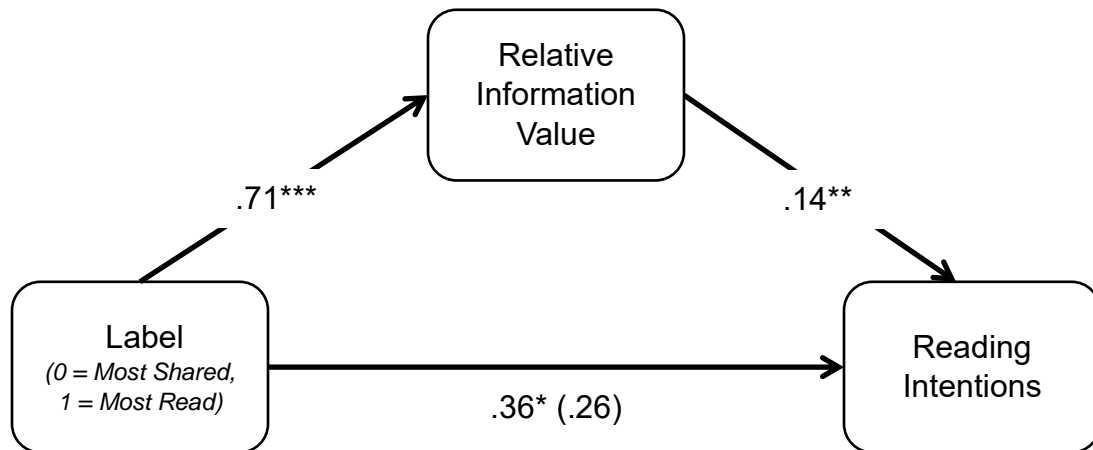 Relative
Information
Value
.71***
.14**
Label
(0 = Most Shared,
1 = Most Read)
.36* (.26)
Reading
Intentions